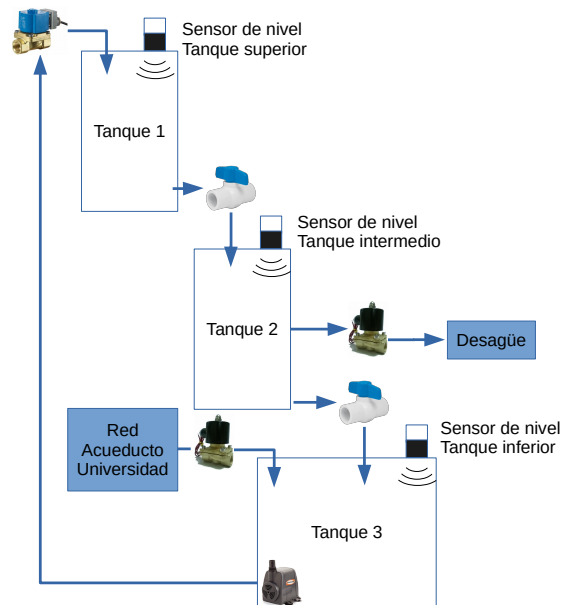 Sensor de nivel
Tanque superior
Tanque 1
Sensor de nivel
Tanque intermedio
Tanque 2
Desagüe
Red
Acueducto
Universidad
Sensor de nivel
Tanque inferior
Tanque 3